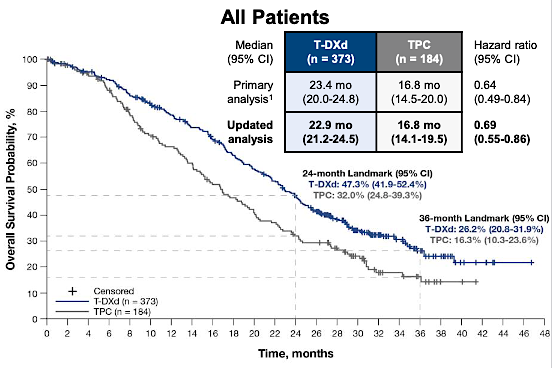 All Patients
Median
(95% CI)
T-DXd
(n = 373)
TPC
(n = 184)
Hazard ratio
(95% CI)
Primary
analysis¹
23.4 mo
(20.0-24.8)
16.8 mo
(14.5-20.0)
0.64
(0.49-0.84)
Updated
analysis
22.9 mo
(21.2-24.5)
16.8 mo
(14.1-19.5)
0.69
(0.55-0.86)
24-month Landmark (95% CI)
T-DXd: 47.3% (41.9-52.4%)
TPC: 32.0% (24.8-39.3%)
36-month Landmark (95% CI)
T-DXd: 26.2% (20.8-31.9%)
TPC: 16.3% (10.3-23.6%)
Overall Survival Probability, %
100
90
80
70
60
50
40
30
20
10
0
Censored
T-DXd (n = 373)
TPC (n = 184)
0 2 4 6 8 10 12 14 16 18 20 22 24 26 28 30 32 34 36 38 40 42 44 46 48
Time, months